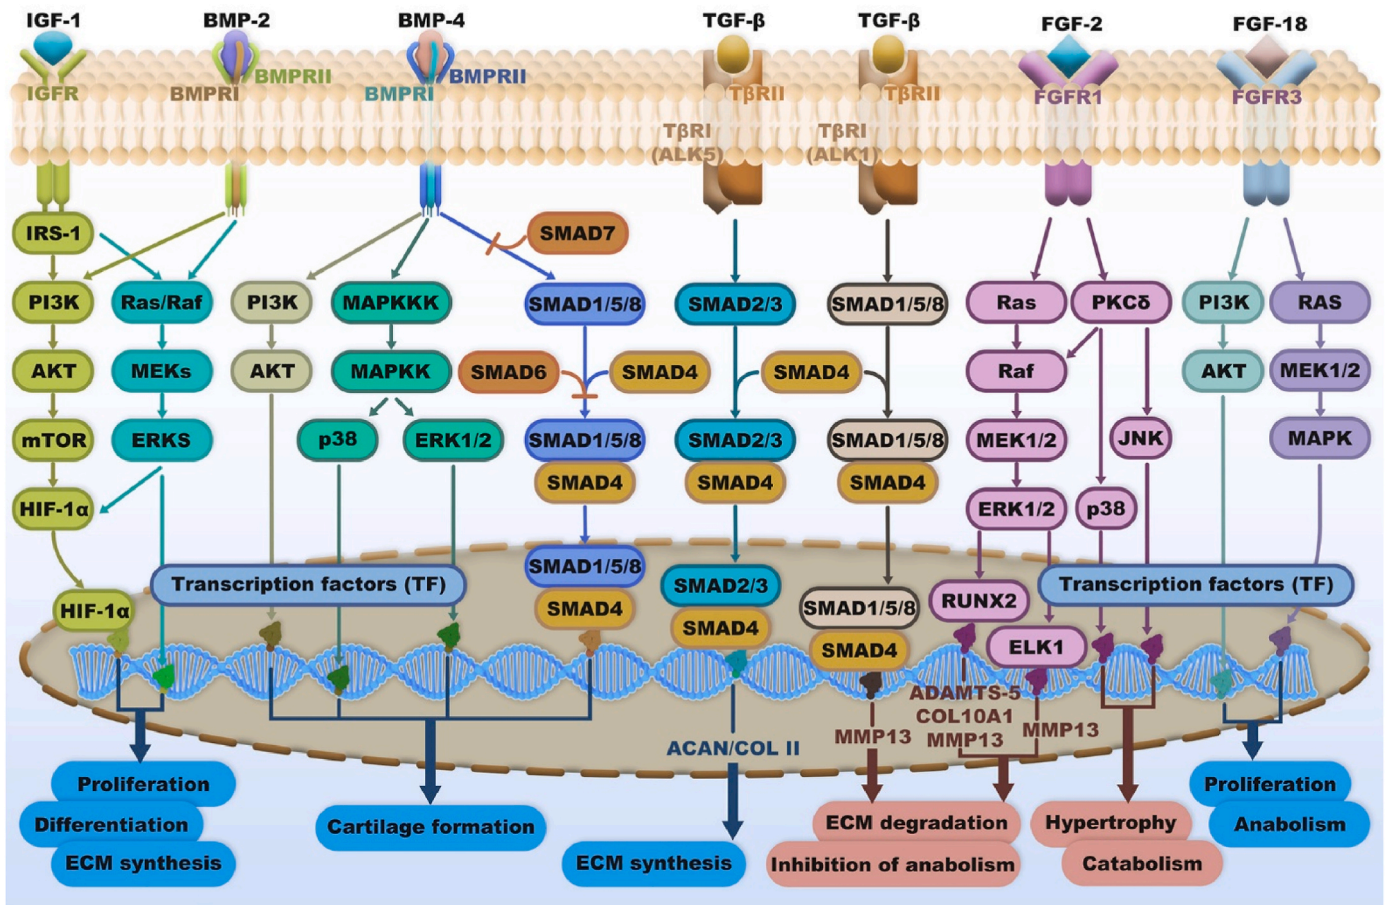 IGF-1
BMP-2
BMP-4
TGF-β
TGF-β
FGF-2
FGF-18
IGFR
BMPRII
BMPRI
BMPRII
BMPRI
TβRII
TβRI
(ALK5)
TβRII
TβRI
(ALK1)
FGFR1
FGFR3
IRS-1
SMAD7
PI3K
Ras/Raf
PI3K
MAPKKK
SMAD1/5/8
SMAD2/3
SMAD1/5/8
Ras
PKCδ
PI3K
RAS
AKT
MEKs
AKT
MAPKK
SMAD6
SMAD4
SMAD4
Raf
AKT
MEK1/2
mTOR
ERKS
p38
ERK1/2
SMAD1/5/8
SMAD4
SMAD2/3
SMAD4
SMAD1/5/8
SMAD4
MEK1/2
JNK
MAPK
HIF-1α
ERK1/2
p38
HIF-1α
Transcription factors (TF)
SMAD1/5/8
SMAD4
SMAD2/3
SMAD4
SMAD1/5/8
SMAD4
RUNX2
ELK1
Transcription factors (TF)
ACAN/COL II
MMP13
ADAMTS-5
COL10A1
MMP13
MMP13
Proliferation
Differentiation
ECM synthesis
Cartilage formation
ECM synthesis
ECM degradation
Inhibition of anabolism
Hypertrophy
Catabolism
Proliferation
Anabolism